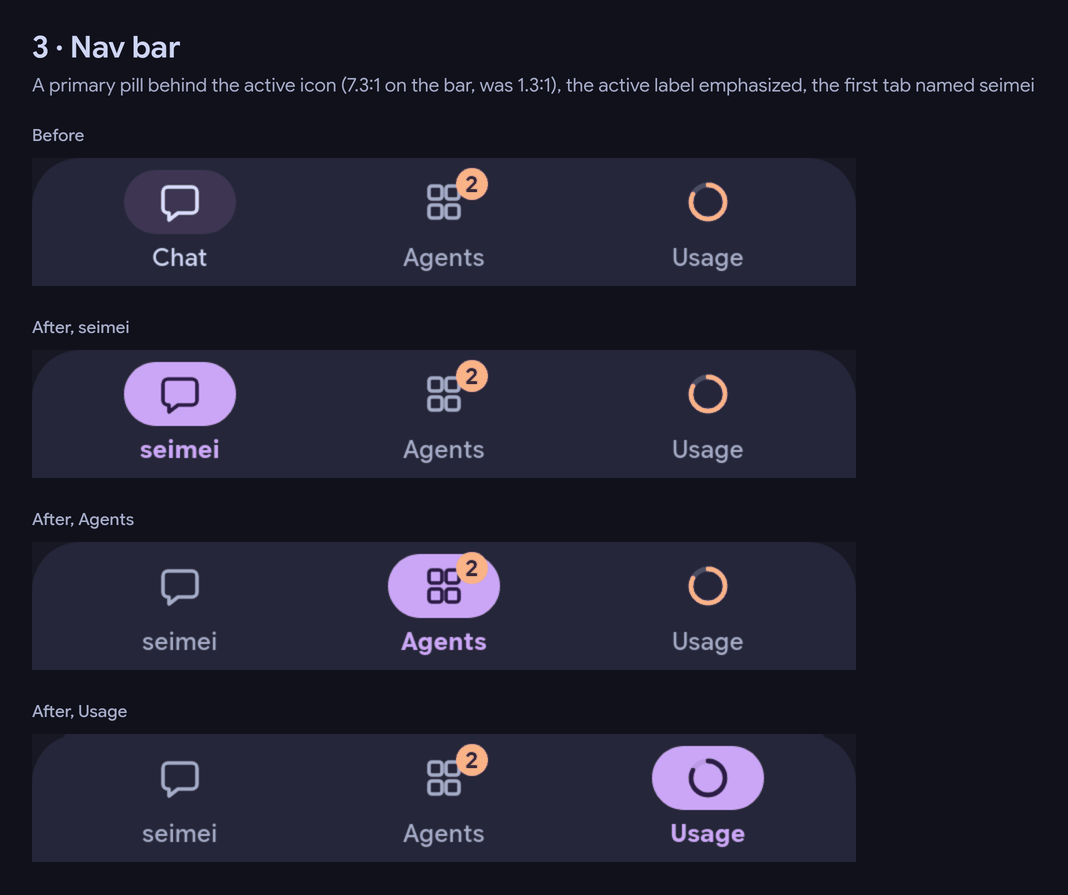 3 · Nav bar
A primary pill behind the active icon (7.3:1 on the bar, was 1.3:1), the active label emphasized, the first tab named seimei
Before
2
Chat Agents Usage
After, seimei
2
seimei Agents Usage
After, Agents
2
seimei Agents Usage
After, Usage
2
seimei Agents Usage